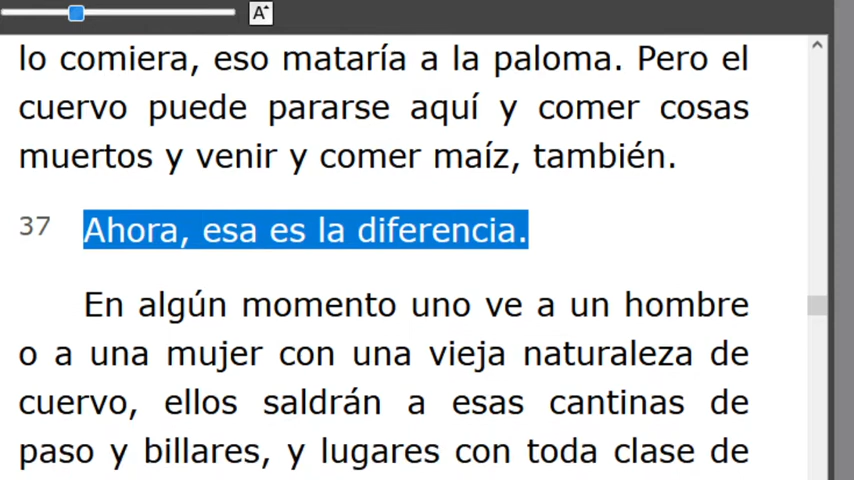 A
lo comiera, eso mataría a la paloma. Pero el
cuervo puede pararse aquí y comer cosas
muertos y venir y comer maíz, también.
37 Ahora, esa es la diferencia.
En algún momento uno ve a un hombre
o a una mujer con una vieja naturaleza de
cuervo, ellos saldrán a esas cantinas de
paso y billares, y lugares con toda clase de